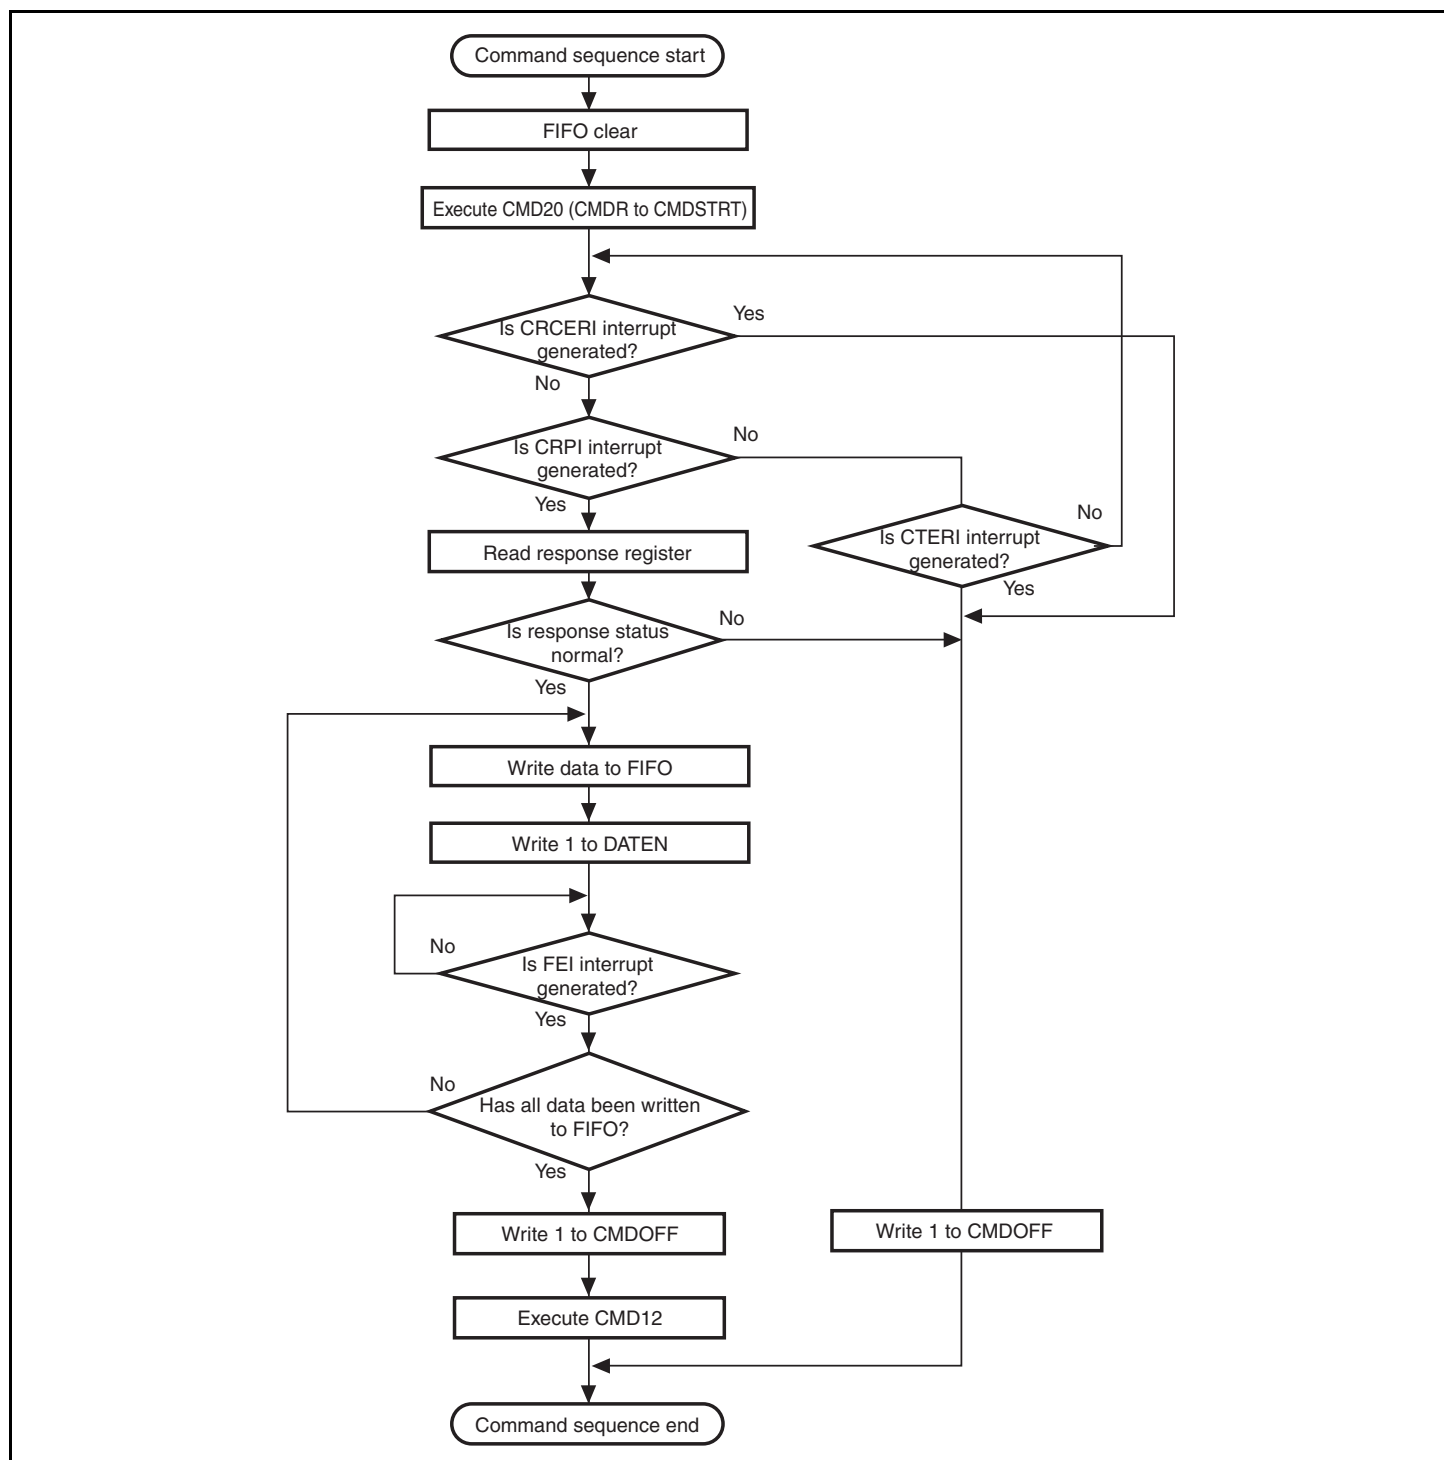 Command sequence start
FIFO clear
Execute CMD20 (CMDR to CMDSTRT)
Is CRCERI interrupt
generated?
Yes
No
Is CRPI interrupt
generated?
No
Yes
Is CTERI interrupt
generated?
No
Yes
Read response register
Is response status
normal?
No
Yes
Write data to FIFO
Write 1 to DATEN
No
Is FEI interrupt
generated?
Yes
No
Has all data been written
to FIFO?
Yes
Write 1 to CMDOFF
Write 1 to CMDOFF
Execute CMD12
Command sequence end